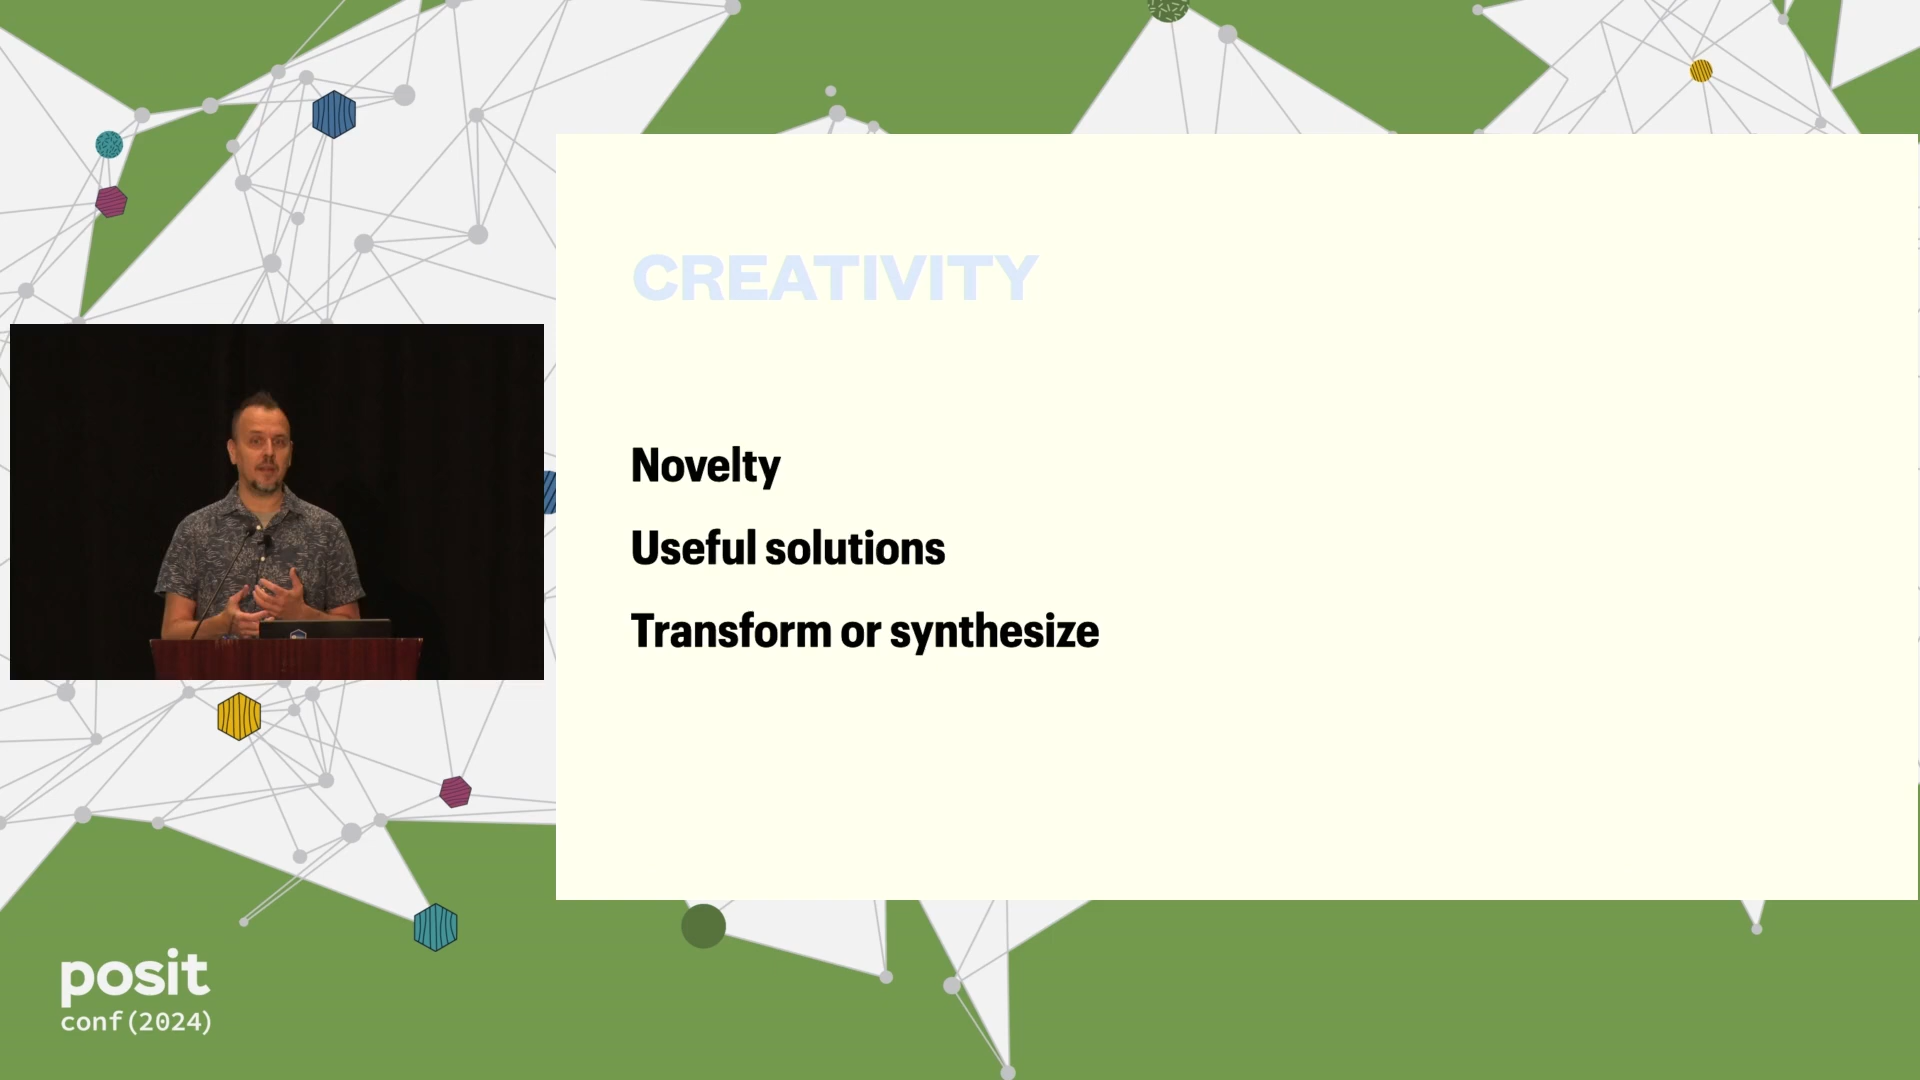 CREATIVITY
Novelty
Useful solutions
Transform or synthesize
posit
conf(2024)